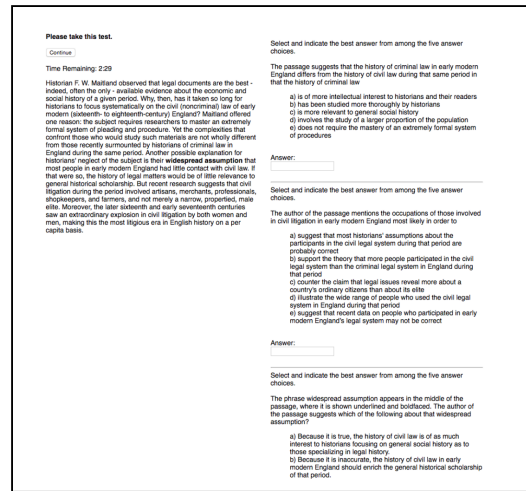 Please take this test.
Continue
Time Remaining: 2:29
Historian F. W. Maitland observed that legal documents are the best -
indeed, often the only - available evidence about the economic and
social history of a given period. Why, then, has it taken so long for
historians to focus systematically on the civil (noncriminal) law of early
modern (sixteenth- to eighteenth-century) England? Maitland offered
one reason: the subject requires researchers to master an extremely
formal system of pleading and procedure. Yet the complexities that
confront those who would study such materials are not wholly different
from those recently surmounted by historians of criminal law in
England during the same period. Another possible explanation for
historians' neglect of the subject is their widespread assumption that
most people in early modern England had little contact with civil law. If
that were so, the history of legal matters would be of little relevance to
general historical scholarship. But recent research suggests that civil
litigation during the period involved artisans, merchants, professionals,
shopkeepers, and farmers, and not merely a narrow, propertied, male
elite. Moreover, the later sixteenth and early seventeenth centuries
saw an extraordinary explosion in civil litigation by both women and
men, making this the most litigious era in English history on a per
capita basis.
Select and indicate the best answer from among the five answer
choices.
The passage suggests that the history of criminal law in early modern
England differs from the history of civil law during that same period in
that the history of criminal law
a) is of more intellectual interest to historians and their readers
b) has been studied more thoroughly by historians
c) is more relevant to general social history
d) involves the study of a larger proportion of the population
e) does not require the mastery of an extremely formal system
of procedures
Answer:
Select and indicate the best answer from among the five answer
choices.
The author of the passage mentions the occupations of those involved
in civil litigation in early modern England most likely in order to
a) suggest that most historians' assumptions about the
participants in the civil legal system during that period are
probably correct
b) support the theory that more people participated in the civil
legal system than the criminal legal system in England during
that period
c) counter the claim that legal issues reveal more about a
country's ordinary citizens than about its elite
d) illustrate the wide range of people who used the civil legal
system in England during that period
e) suggest that recent data on people who participated in early
modern England's legal system may not be correct
Answer:
Select and indicate the best answer from among the five answer
choices.
The phrase widespread assumption appears in the middle of the
passage, where it is shown underlined and boldfaced. The author of
the passage suggests which of the following about that widespread
assumption?
a) Because it is true, the history of civil law is of as much
interest to historians focusing on general social history as to
those specializing in legal history.
b) Because it is inaccurate, the history of civil law in early
modern England should enrich the general historical scholarship
of that period.